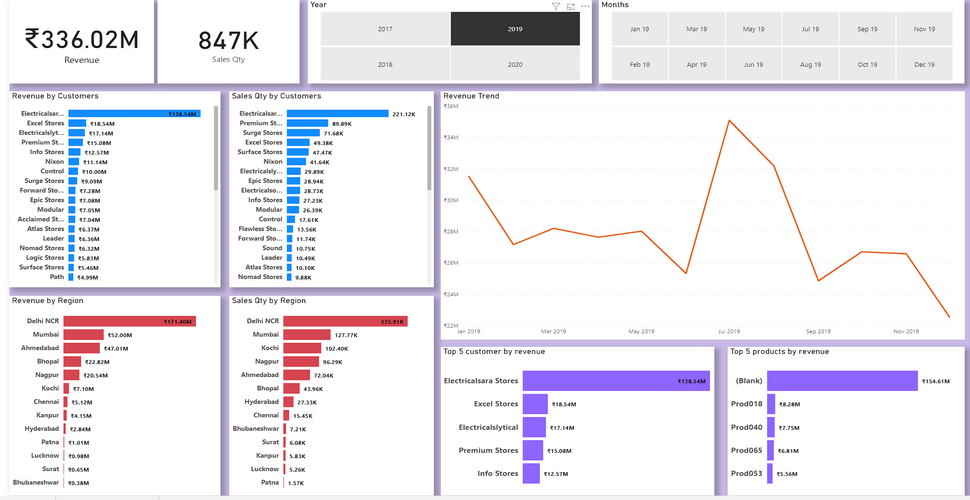 ₹336.02M
Revenue
847K
Sales Qty
Year
2017
2019
2018
2020
Months
Jan 19
Mar 19
May 19
Jul 19
Sep 19
Nov 19
Feb 19
Apr 19
Jun 19
Aug 19
Oct 19
Dec 19
Revenue by Customers
Electricalsar... ₹138.54M
Excel Stores ₹18.54M
Electricalslyt... ₹17.14M
Premium St... ₹15.08M
Info Stores ₹12.57M
Nixon ₹11.14M
Control ₹10.00M
Surge Stores ₹9.09M
Forward Sto... ₹7.28M
Epic Stores ₹7.08M
Modular ₹7.05M
Acclaimed St... ₹7.04M
Atlas Stores ₹6.37M
Leader ₹6.36M
Nomad Stores ₹6.32M
Logic Stores ₹5.83M
Surface Stores ₹5.46M
Path ₹4.99M
Sales Qty by Customers
Electricalsar... 221.12K
Premium St... 89.89K
Surge Stores 71.68K
Excel Stores 49.38K
Surface Stores 47.47K
Nixon 41.64K
Electricalsly... 29.89K
Epic Stores 28.94K
Electricalso... 28.73K
Info Stores 27.23K
Modular 26.39K
Control 17.61K
Flawless Sto... 13.56K
Forward Sto... 11.74K
Sound 10.75K
Leader 10.49K
Atlas Stores 10.10K
Nomad Stores 9.88K
Revenue Trend
₹36M
₹34M
₹32M
₹30M
₹28M
₹26M
₹24M
₹22M
Jan 2019
Mar 2019
May 2019
Jul 2019
Sep 2019
Nov 2019
Revenue by Region
Delhi NCR ₹171.40M
Mumbai ₹52.00M
Ahmedabad ₹47.01M
Bhopal ₹22.82M
Nagpur ₹20.54M
Kochi ₹7.10M
Chennai ₹5.12M
Kanpur ₹4.15M
Hyderabad ₹2.84M
Patna ₹1.01M
Lucknow ₹0.98M
Surat ₹0.65M
Bhubaneshwar ₹0.38M
Sales Qty by Region
Delhi NCR 335.91K
Mumbai 127.77K
Kochi 102.40K
Nagpur 96.29K
Ahmedabad 72.04K
Bhopal 43.96K
Hyderabad 27.33K
Chennai 15.45K
Bhubaneshwar 7.21K
Surat 6.08K
Kanpur 5.83K
Lucknow 5.26K
Patna 1.57K
Top 5 customer by revenue
Electricalsara Stores ₹138.54M
Excel Stores ₹18.54M
Electricalslytical ₹17.14M
Premium Stores ₹15.08M
Info Stores ₹12.57M
Top 5 products by revenue
(Blank) ₹154.61M
Prod018 ₹8.28M
Prod040 ₹7.75M
Prod065 ₹6.81M
Prod053 ₹5.56M